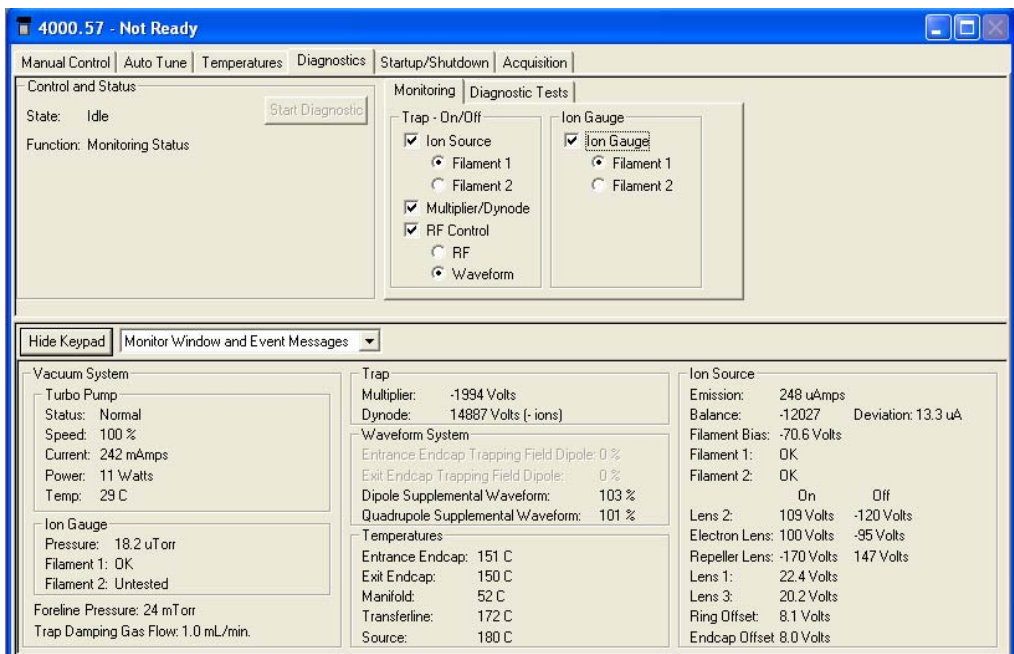 4000.57 - Not Ready
Manual Control Auto Tune Temperatures Diagnostics Startup/Shutdown Acquisition
Control and Status
State: Idle
Start Diagnostic
Function: Monitoring Status
Monitoring Diagnostic Tests
Trap - On/Off
Ion Source
Filament 1
Filament 2
Multiplier/Dynode
RF Control
RF
Waveform
Ion Gauge
Ion Gauge
Filament 1
Filament 2
Hide Keypad Monitor Window and Event Messages
Vacuum System
Turbo Pump
Status: Normal
Speed: 100 %
Current: 242 mAmps
Power: 11 Watts
Temp: 29 C
Ion Gauge
Pressure: 18.2 uTorr
Filament 1: OK
Filament 2: Untested
Foreline Pressure: 24 mTorr
Trap Damping Gas Flow: 1.0 mL/min.
Trap
Multiplier: -1994 Volts
Dynode: 14887 Volts (- ions)
Waveform System
Entrance Endcap Trapping Field Dipole: 0 %
Exit Endcap Trapping Field Dipole: 0 %
Dipole Supplemental Waveform: 103 %
Quadrupole Supplemental Waveform: 101 %
Temperatures
Entrance Endcap: 151 C
Exit Endcap: 150 C
Manifold: 52 C
Transferline: 172 C
Source: 180 C
Ion Source
Emission: 248 uAmps
Balance: -12027 Deviation: 13.3 uA
Filament Bias: -70.6 Volts
Filament 1: OK
Filament 2: OK
On Off
Lens 2: 109 Volts -120 Volts
Electron Lens: 100 Volts -95 Volts
Repeller Lens: -170 Volts 147 Volts
Lens 1: 22.4 Volts
Lens 3: 20.2 Volts
Ring Offset: 8.1 Volts
Endcap Offset 8.0 Volts